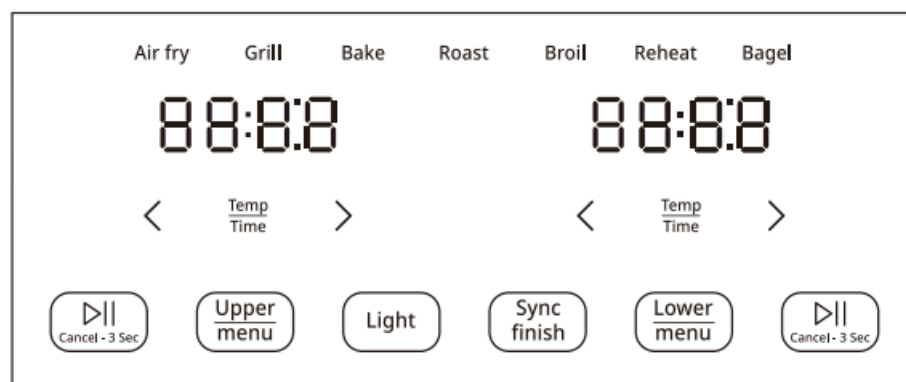 Air fry Grill Bake Roast Broil Reheat Bagel
88:8:8 88:8:8
< Temp > < Temp >
Time Time
Upper Sync Lower
Light
menu finish menu
Cancel - 3 Sec Cancel - 3 Sec